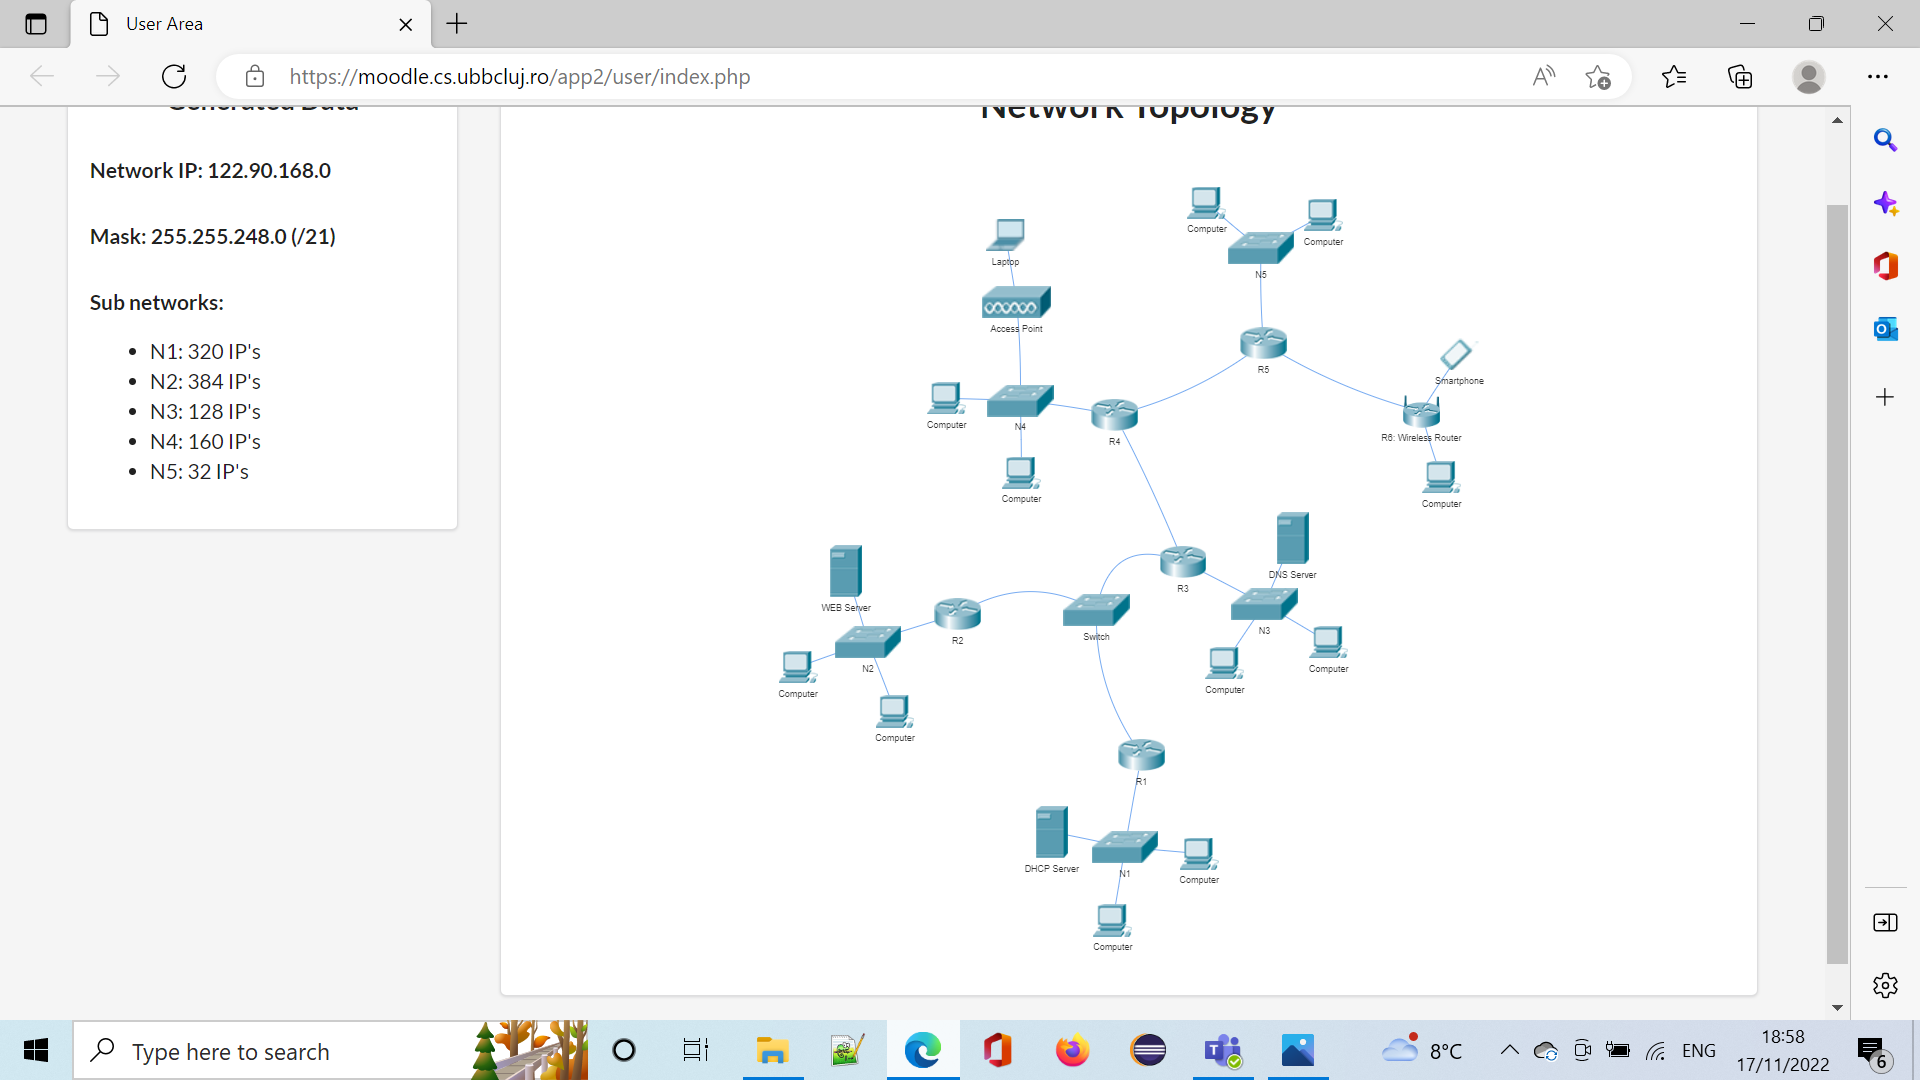 User Area
https://moodle.cs.ubbcluj.ro/app2/user/index.php
Generated Data
Network IP: 122.90.168.0
Mask: 255.255.248.0 (/21)
Sub networks:
N1: 320 IP's
N2: 384 IP's
N3: 128 IP's
N4: 160 IP's
N5: 32 IP's
Network Topology
Computer
Computer
N5
Laptop
Access Point
R5
Smartphone
Computer
N4
R4
R6: Wireless Router
Computer
Computer
DNS Server
R3
WEB Server
N3
Switch
R2
N2
Computer
Computer
Computer
Computer
R1
DHCP Server
N1
Computer
Computer
Type here to search
8°C
ENG
18:58
17/11/2022
6